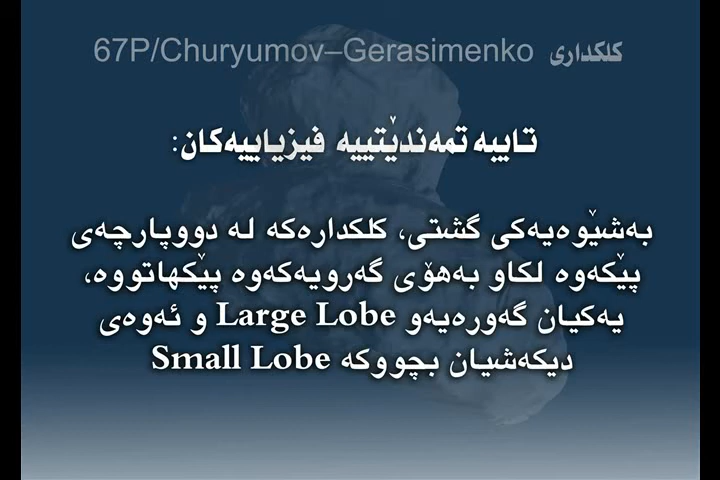 کلکداری 67P/Churyumov–Gerasimenko
تایبەتمەندێتییە فیزیاییەکان:
بەشێوەیەکی گشتی، کلکدارەکە لە دووپارچەی
پێکەوە لکاو بەهۆی گەرویەکەوە پێکهاتووە،
یەکیان گەورەیەو Large Lobe و ئەوەی
دیکەشیان بچووکە Small Lobe